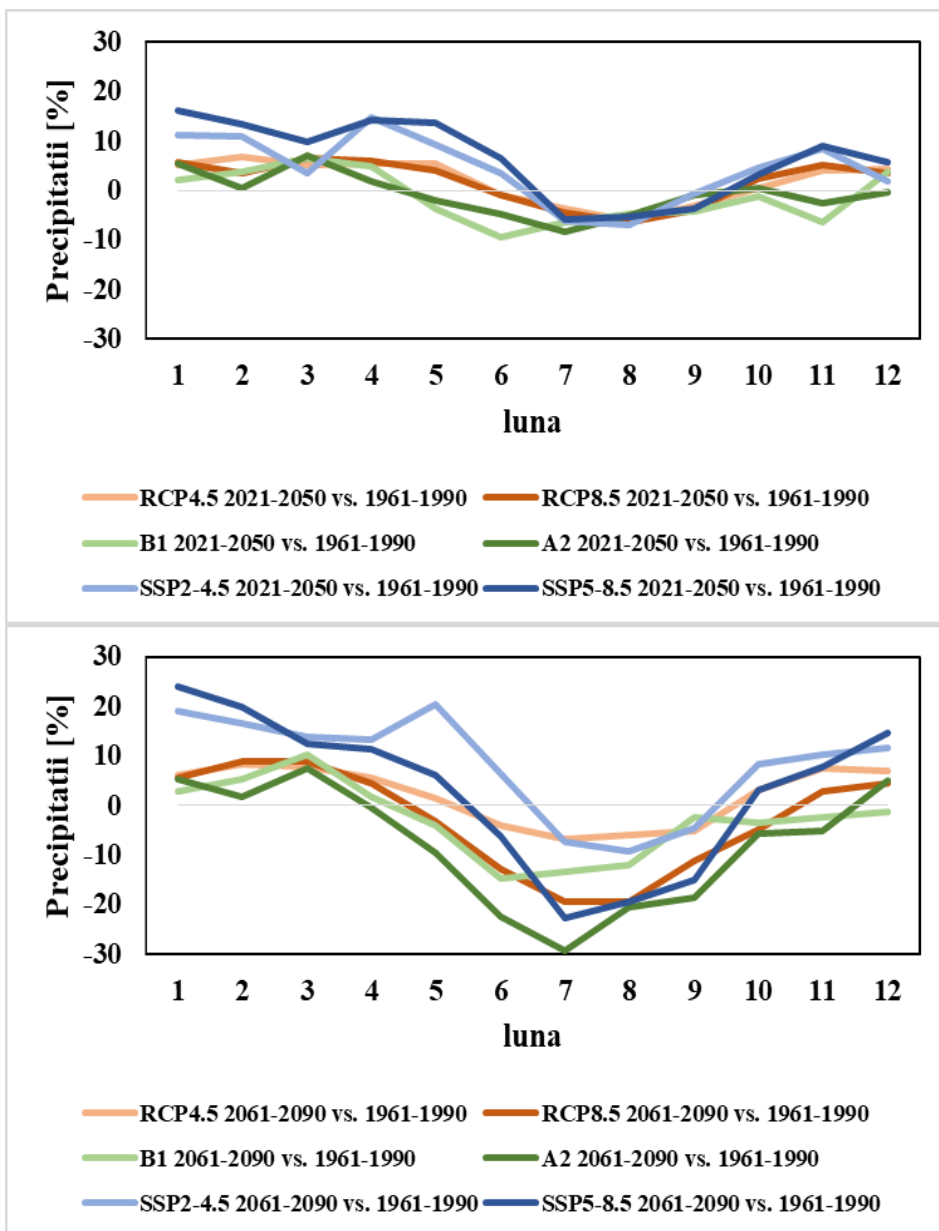 30
20
10
0
-10
-20
-30
Precipitatii [%]
1 2 3 4 5 6 7 8 9 10 11 12
luna
RCP4.5 2021-2050 vs. 1961-1990 RCP8.5 2021-2050 vs. 1961-1990
B1 2021-2050 vs. 1961-1990 A2 2021-2050 vs. 1961-1990
SSP2-4.5 2021-2050 vs. 1961-1990 SSP5-8.5 2021-2050 vs. 1961-1990
30
20
10
0
-10
-20
-30
Precipitatii [%]
1 2 3 4 5 6 7 8 9 10 11 12
luna
RCP4.5 2061-2090 vs. 1961-1990 RCP8.5 2061-2090 vs. 1961-1990
B1 2061-2090 vs. 1961-1990 A2 2061-2090 vs. 1961-1990
SSP2-4.5 2061-2090 vs. 1961-1990 SSP5-8.5 2061-2090 vs. 1961-1990